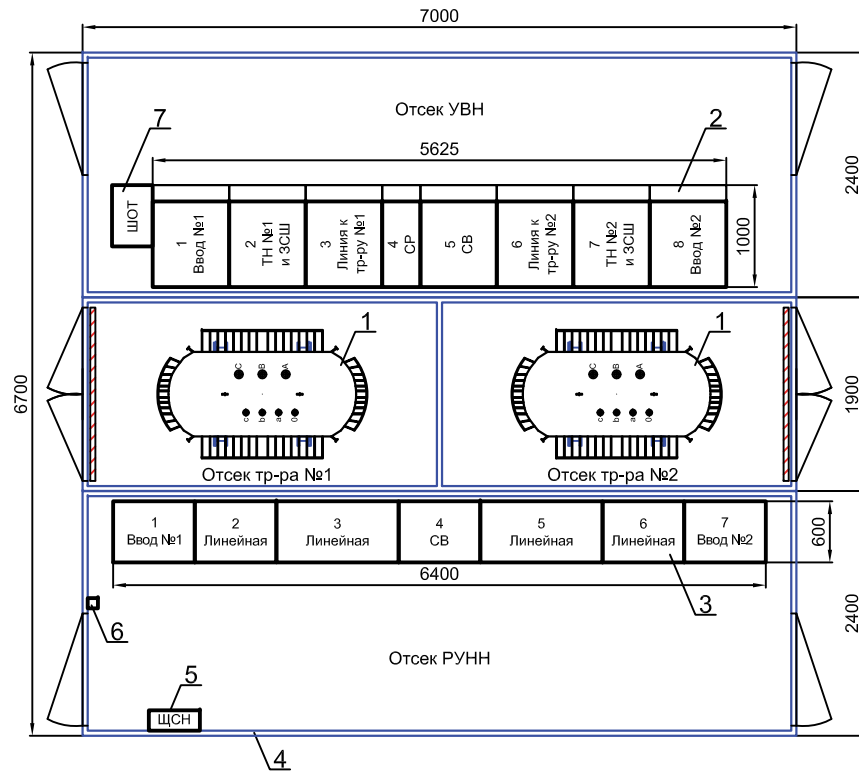 7000
Отсек УВН
7
2
5625
ШОТ
1
Ввод №1
2
ТН №1
и ЗСШ
3
Линия к
тр-ру №1
4
СР
5
СВ
6
Линия к
тр-ру №2
7
ТН №2
и ЗСШ
8
Ввод №2
1000
2400
6700
1
C B A
c b a 0
Отсек тр-ра №1
1
C B A
c b a 0
Отсек тр-ра №2
1900
1
Ввод №1
2
Линейная
3
Линейная
4
СВ
5
Линейная
6
Линейная
7
Ввод №2
600
6400
3
6
Отсек РУНН
2400
5
ЩСН
4